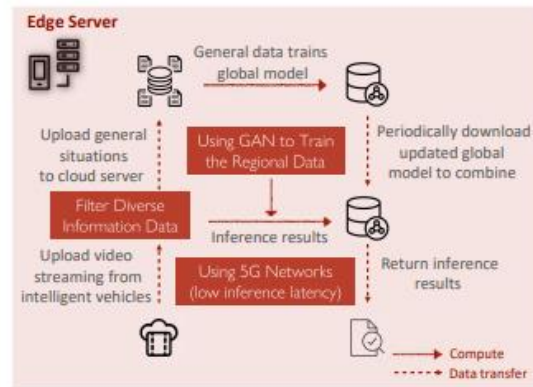 Edge Server
General data trains
global model
Upload general
situations
to cloud server
Using GAN to Train
the Regional Data
Periodically download
updated global
model to combine
Filter Diverse
Information Data
Inference results
Upload video
streaming from
intelligent vehicles
Using 5G Networks
(low inference latency)
Return inference
results
Compute
Data transfer